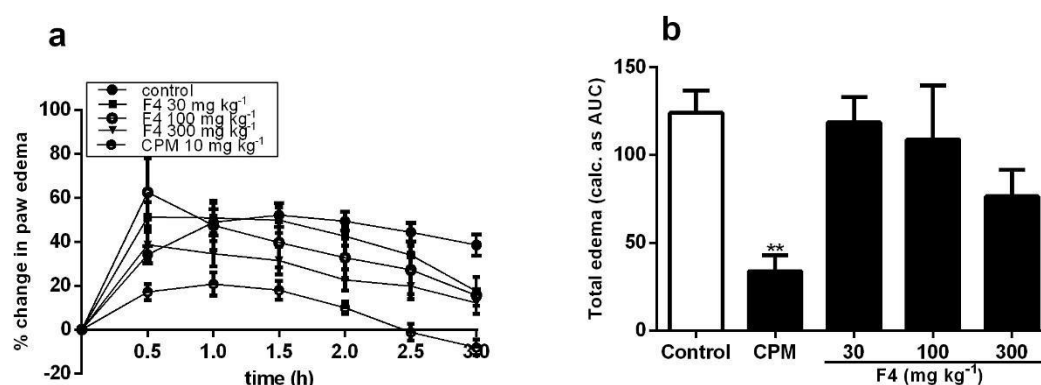 a
control
F4 30 mg kg⁻¹
F4 100 mg kg⁻¹
F4 300 mg kg⁻¹
CPM 10 mg kg⁻¹
% change in paw edema
100
80
60
40
20
0
-20
0.5 1.0 1.5 2.0 2.5
time (h)
b
Total edema (calc. as AUC)
150
100
50
0
**
Control CPM 30 100 300
F4 (mg kg⁻¹)